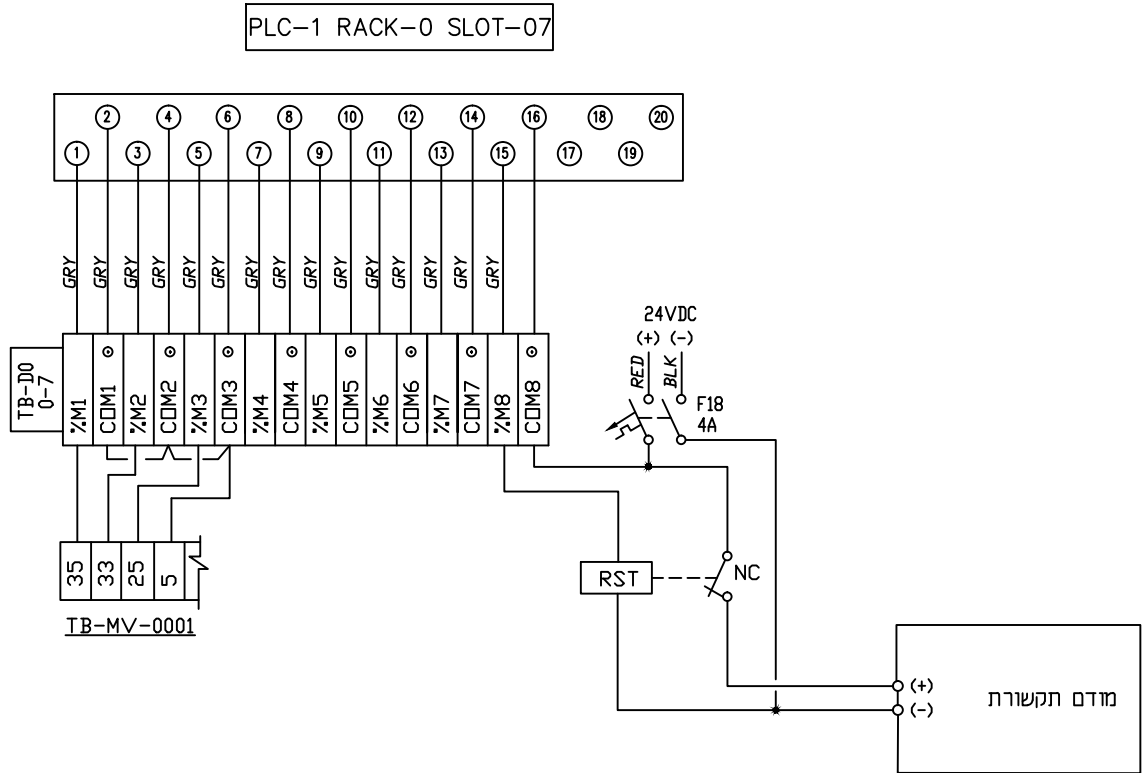 PLC-1 RACK-0 SLOT-07
2 4 6 8 10 12 14 16 18 20
1 3 5 7 9 11 13 15 17 19
GRY GRY GRY GRY GRY GRY GRY GRY GRY GRY GRY GRY GRY GRY GRY
24VDC
(+) (-)
RED BLK
F18
4A
TB-DO
0-7
%M1 COM1 %M2 COM2 %M3 COM3 %M4 COM4 %M5 COM5 %M6 COM6 %M7 COM7 %M8 COM8
35 33 25 5
TB-MV-0001
RST
NC
(+)
(-)
מודם תקשורת